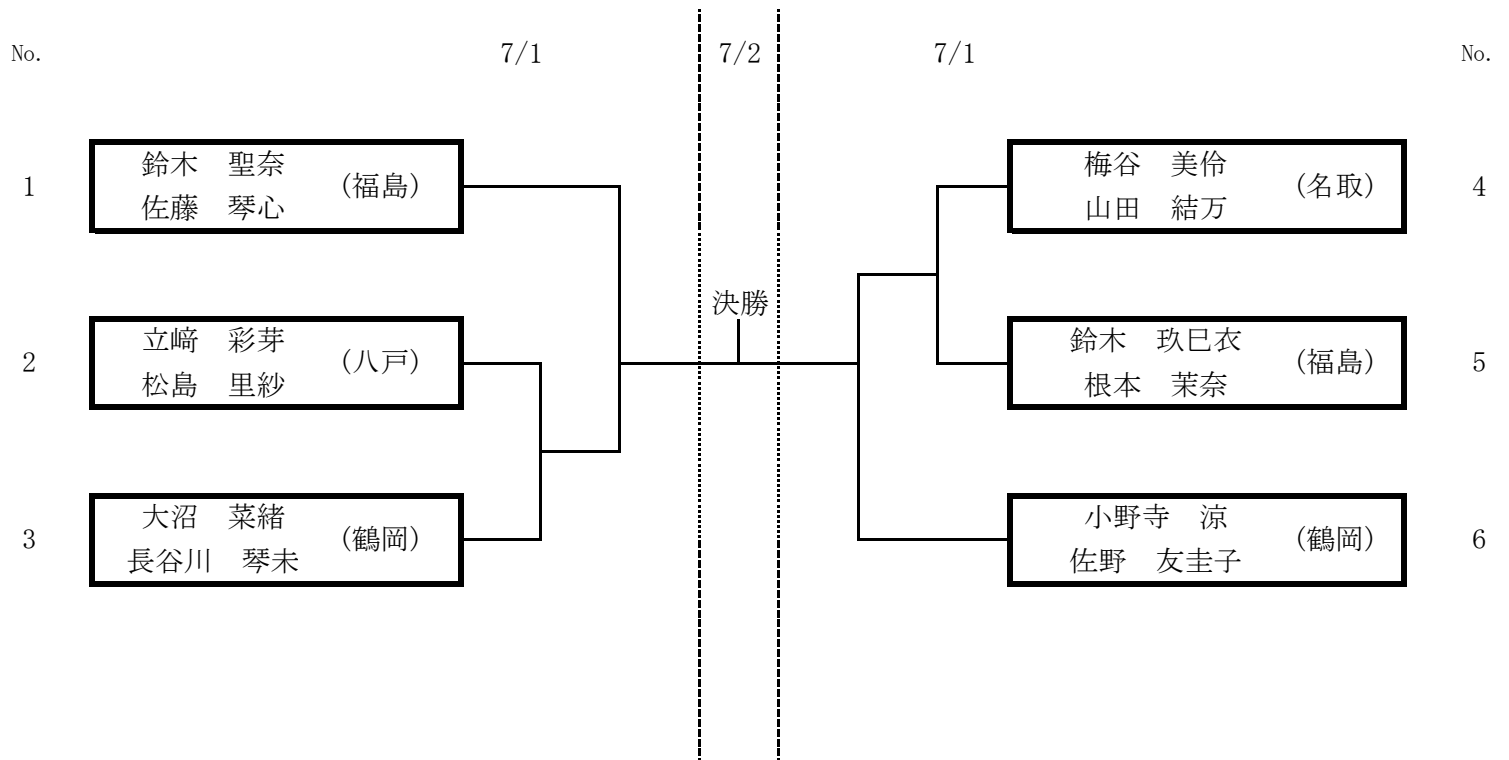 No. 7/1 7/2 7/1 No.
1
鈴木　聖奈
佐藤　琴心
(福島)
2
立﨑　彩芽
松島　里紗
(八戸)
3
大沼　菜緒
長谷川　琴未
(鶴岡)
決勝
梅谷　美伶
山田　結万
(名取)
4
鈴木　玖巳衣
根本　茉奈
(福島)
5
小野寺　涼
佐野　友圭子
(鶴岡)
6